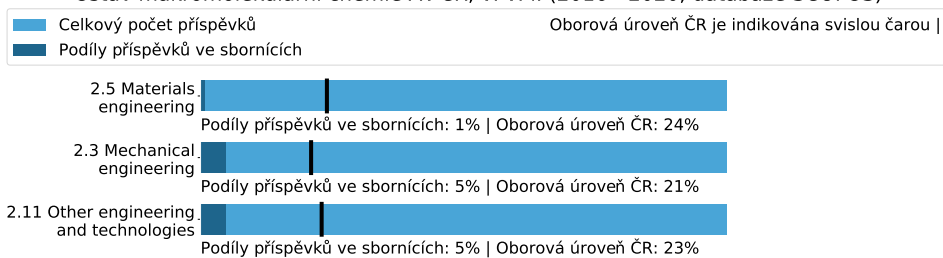 Celkový počet příspěvků
Oborová úroveň ČR je indikována svislou čarou |
Podíly příspěvků ve sbornících
2.5 Materials
engineering
Podíly příspěvků ve sbornících: 1% | Oborová úroveň ČR: 24%
2.3 Mechanical
engineering
Podíly příspěvků ve sbornících: 5% | Oborová úroveň ČR: 21%
2.11 Other engineering
and technologies
Podíly příspěvků ve sbornících: 5% | Oborová úroveň ČR: 23%